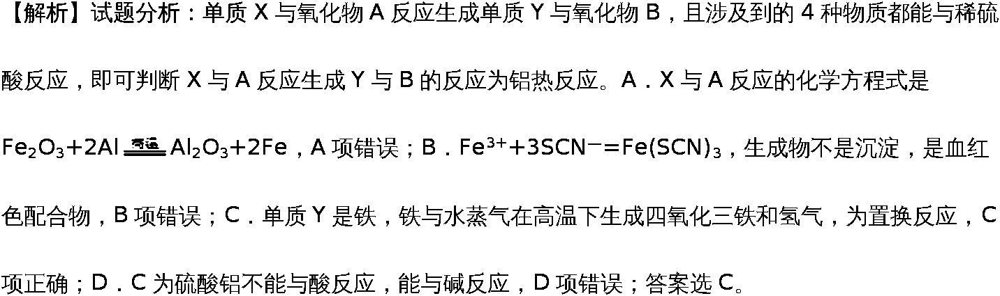 【解析】试题分析：单质 X 与氧化物 A 反应生成单质 Y 与氧化物 B，且涉及到的 4 种物质都能与稀硫
酸反应，即可判断 X 与 A 反应生成 Y 与 B 的反应为铝热反应。A．X 与 A 反应的化学方程式是
Fe₂O₃+2Al 高温 Al₂O₃+2Fe，A 项错误；B．Fe³⁺+3SCN⁻=Fe(SCN)₃，生成物不是沉淀，是血红
色配合物，B 项错误；C．单质 Y 是铁，铁与水蒸气在高温下生成四氧化三铁和氢气，为置换反应，C
项正确；D．C 为硫酸铝不能与酸反应，能与碱反应，D 项错误；答案选 C。